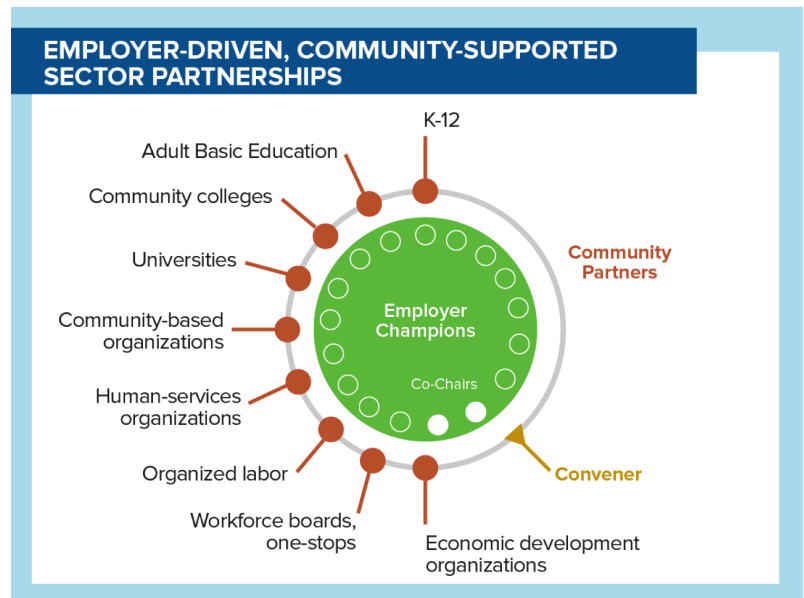 EMPLOYER-DRIVEN, COMMUNITY-SUPPORTED
SECTOR PARTNERSHIPS
K-12
Adult Basic Education
Community colleges
Universities
Community-based
organizations
Human-services
organizations
Organized labor
Workforce boards,
one-stops
Economic development
organizations
Community
Partners
Employer
Champions
Co-Chairs
Convener